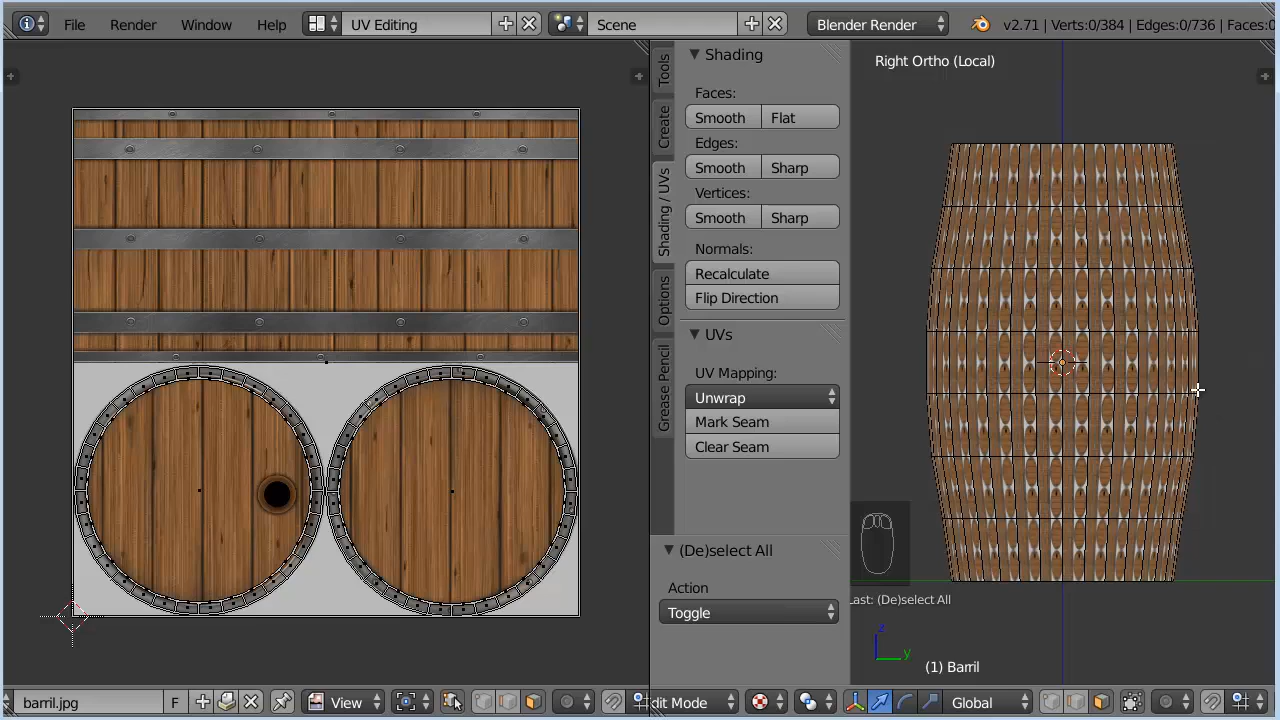 File Render Window Help UV Editing Scene Blender Render v2.71 | Verts:0/384 | Edges:0/736 | Faces:0
Tools
Create
Shading / UVs
Options
Grease Pencil
Shading
Faces:
Smooth Flat
Edges:
Smooth Sharp
Vertices:
Smooth Sharp
Normals:
Recalculate
Flip Direction
UVs
UV Mapping:
Unwrap
Mark Seam
Clear Seam
(De)select All
Action
Toggle
Right Ortho (Local)
Last: (De)select All
z
y
(1) Barril
barril.jpg F View dit Mode Global